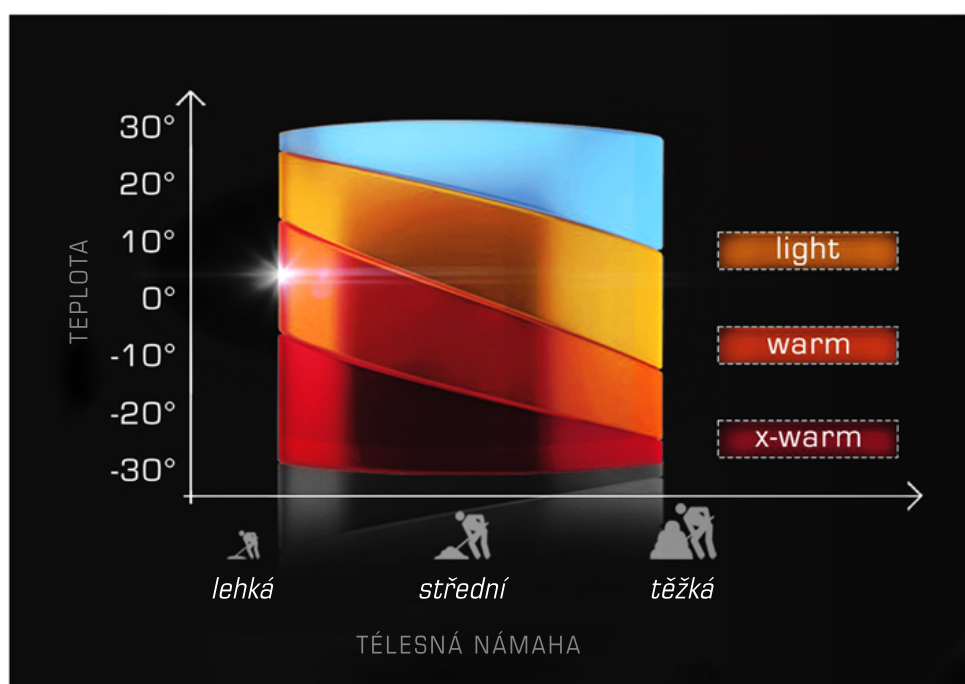 30°
20°
10°
0°
-10°
-20°
-30°
TEPLOTA
light
warm
x-warm
lehká
střední
těžká
TÉLESNÁ NÁMAHA